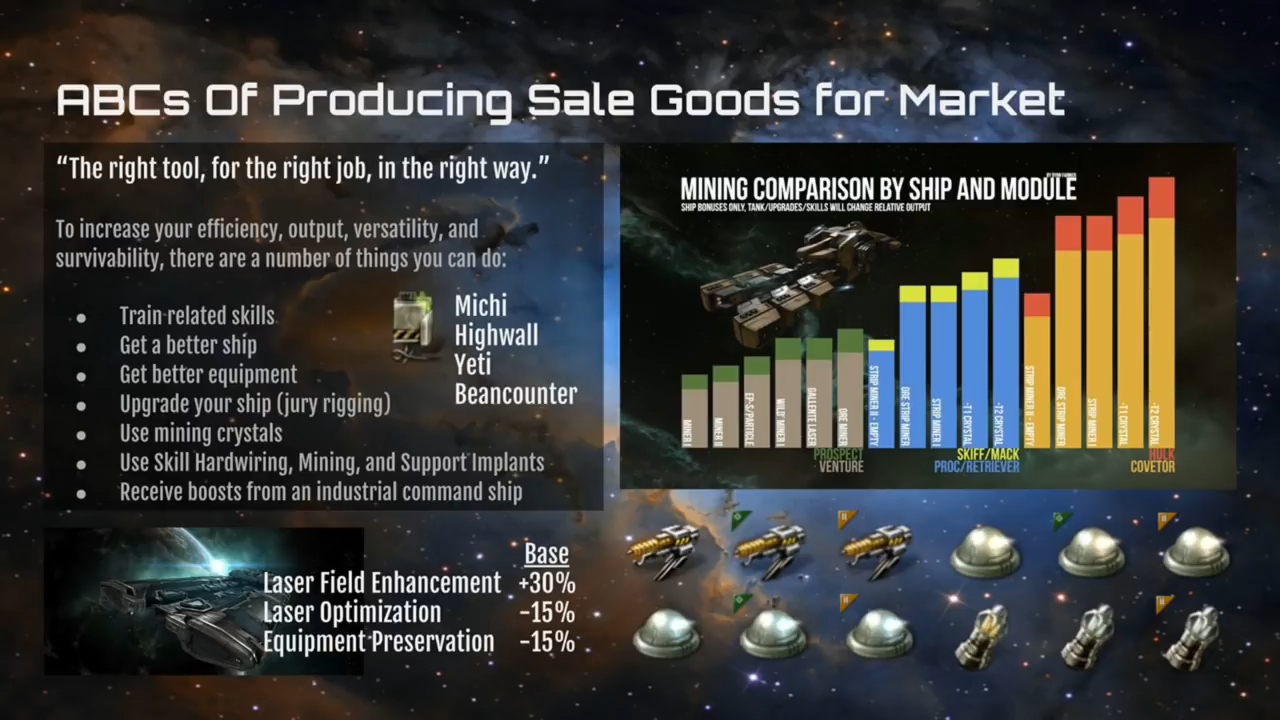 ABCs Of Producing Sale Goods for Market
“The right tool, for the right job, in the right way.”
To increase your efficiency, output, versatility, and
survivability, there are a number of things you can do:
● Train related skills
● Get a better ship
● Get better equipment
● Upgrade your ship (jury rigging)
● Use mining crystals
● Use Skill Hardwiring, Mining, and Support Implants
● Receive boosts from an industrial command ship
Michi
Highwall
Yeti
Beancounter
Base
Laser Field Enhancement +30%
Laser Optimization -15%
Equipment Preservation -15%
MINING COMPARISON BY SHIP AND MODULE
SHIP BONUSES ONLY, TANK/UPGRADES/SKILLS WILL CHANGE RELATIVE OUTPUT
MINER I
MINER II
EP-S/PARTICLE
WILD MINER I
GALLENTE LASER
ORE MINER
STRIP MINER II - EMPTY
ORE STRIP MINER
STRIP MINER I
-T1 CRYSTAL
-T2 CRYSTAL
STRIP MINER II - EMPTY
ORE STRIP MINER
STRIP MINER I
-T1 CRYSTAL
-T2 CRYSTAL
PROSPECT
VENTURE
SKIFF/MACK
PROC/RETRIEVER
HULK
COVETOR